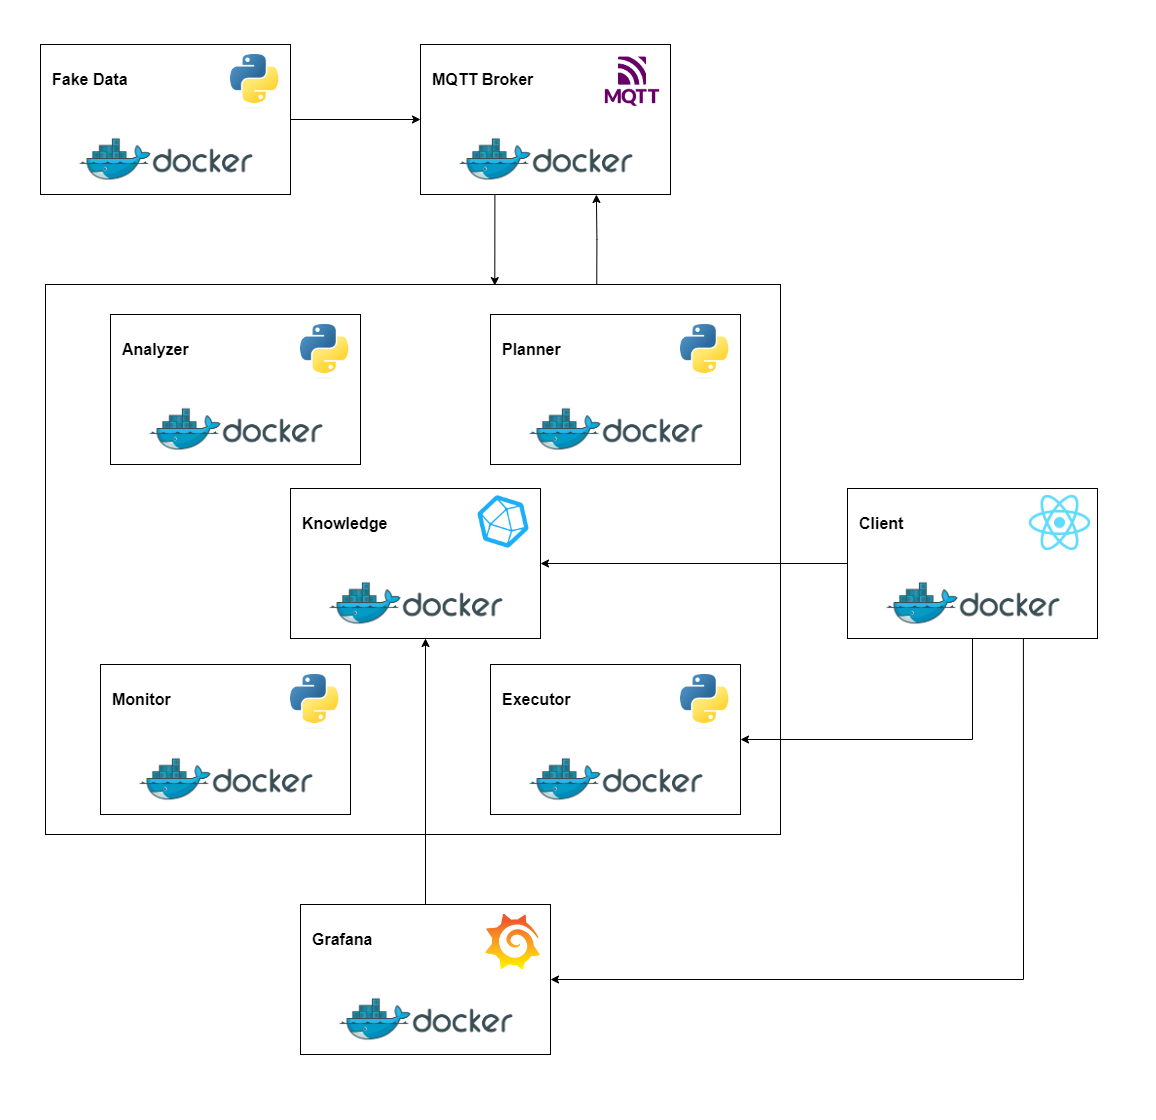 Fake Data
docker
MQTT Broker
MQTT
docker
Analyzer
docker
Planner
docker
Knowledge
docker
Client
docker
Monitor
docker
Executor
docker
Grafana
docker